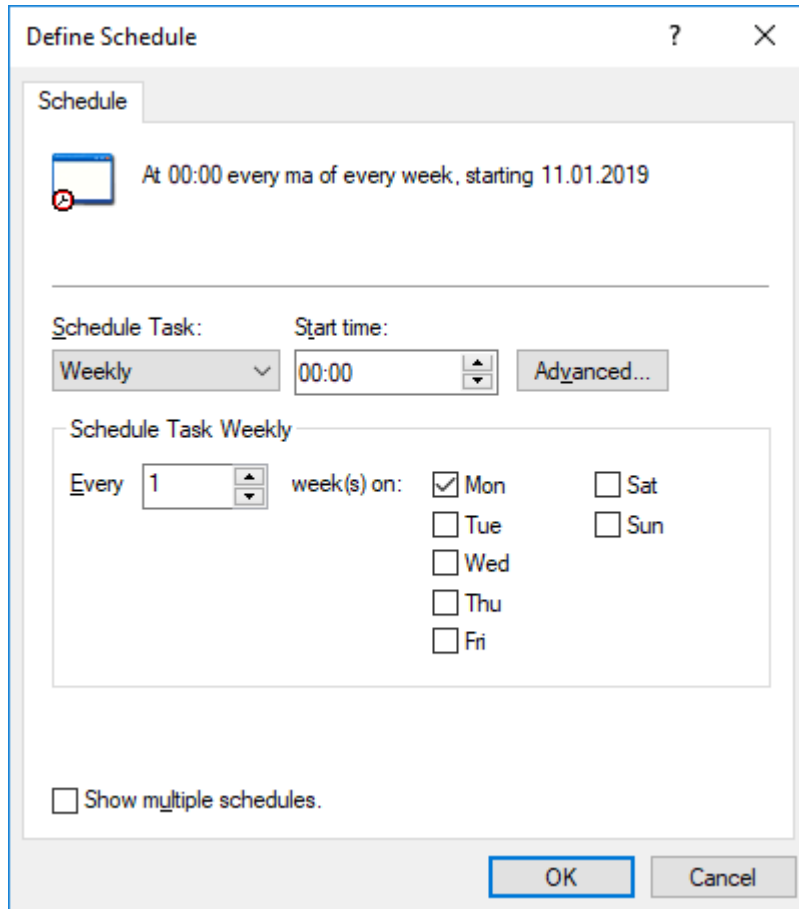 Define Schedule
Schedule
At 00:00 every ma of every week, starting 11.01.2019
Schedule Task: Start time:
Weekly 00:00 Advanced...
Schedule Task Weekly
Every 1 week(s) on: Mon Sat
Tue Sun
Wed
Thu
Fri
Show multiple schedules.
OK Cancel